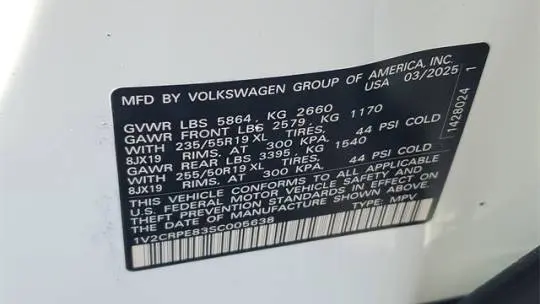 MFD BY VOLKSWAGEN GROUP OF AMERICA, INC.
USA 03/2025
GVWR LBS 5864, KG 2660
GAWR FRONT LBS 2579, KG 1170
WITH 235/55R19 XL TIRES,
8JX19 RIMS. AT 300 KPA. 44 PSI COLD
GAWR REAR LBS 3395, KG 1540
WITH 255/50R19 XL TIRES,
8JX19 RIMS. AT 300 KPA. 44 PSI COLD
THIS VEHICLE CONFORMS TO ALL APPLICABLE
U.S. FEDERAL MOTOR VEHICLE SAFETY AND
THEFT PREVENTION STANDARDS IN EFFECT ON
THE DATE OF MANUFACTURE SHOWN ABOVE.
1V2CRPE83SC005638 TYPE: MPV
1428024 1